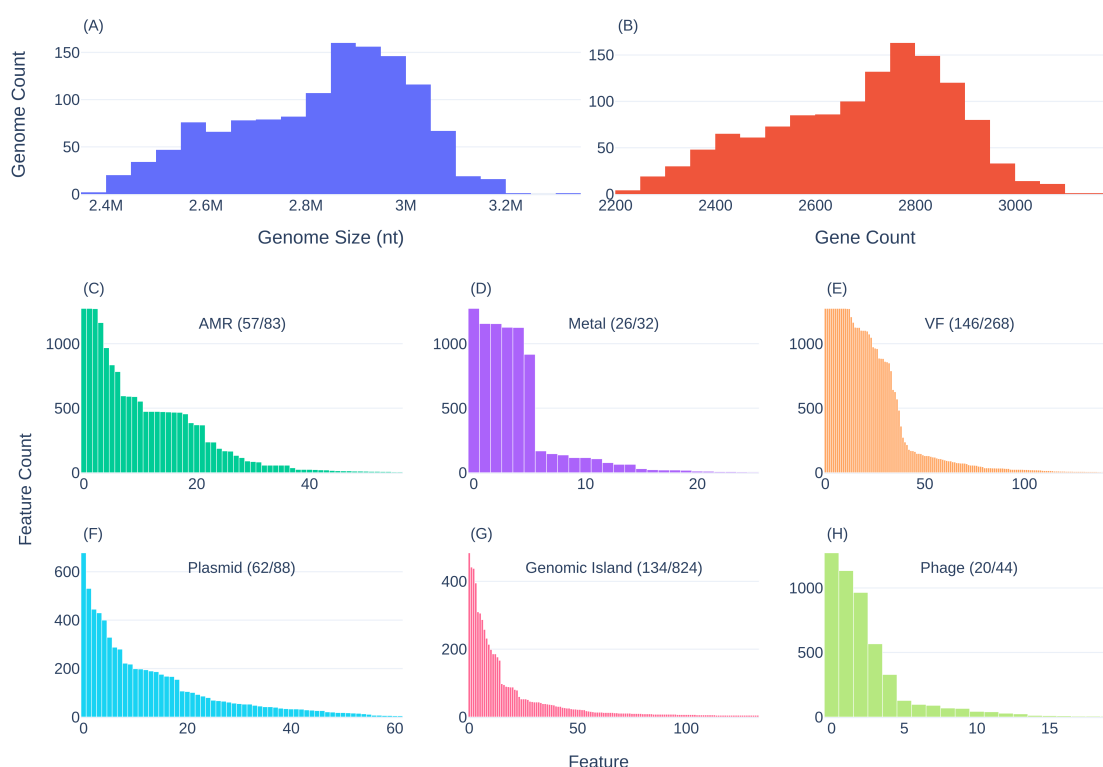 (A)
(B)
Genome Count
150
100
50
0
2.4M 2.6M 2.8M 3M 3.2M
Genome Size (nt)
150
100
50
0
2200 2400 2600 2800 3000
Gene Count
(C)
(D)
(E)
Feature Count
AMR (57/83)
1000
500
0
0 20 40
Metal (26/32)
1000
500
0
0 10 20
VF (146/268)
1000
500
0
0 50 100
(F)
(G)
(H)
Plasmid (62/88)
600
400
200
0
0 20 40 60
Genomic Island (134/824)
400
200
0
0 50 100
Phage (20/44)
1000
500
0
0 5 10 15
Feature